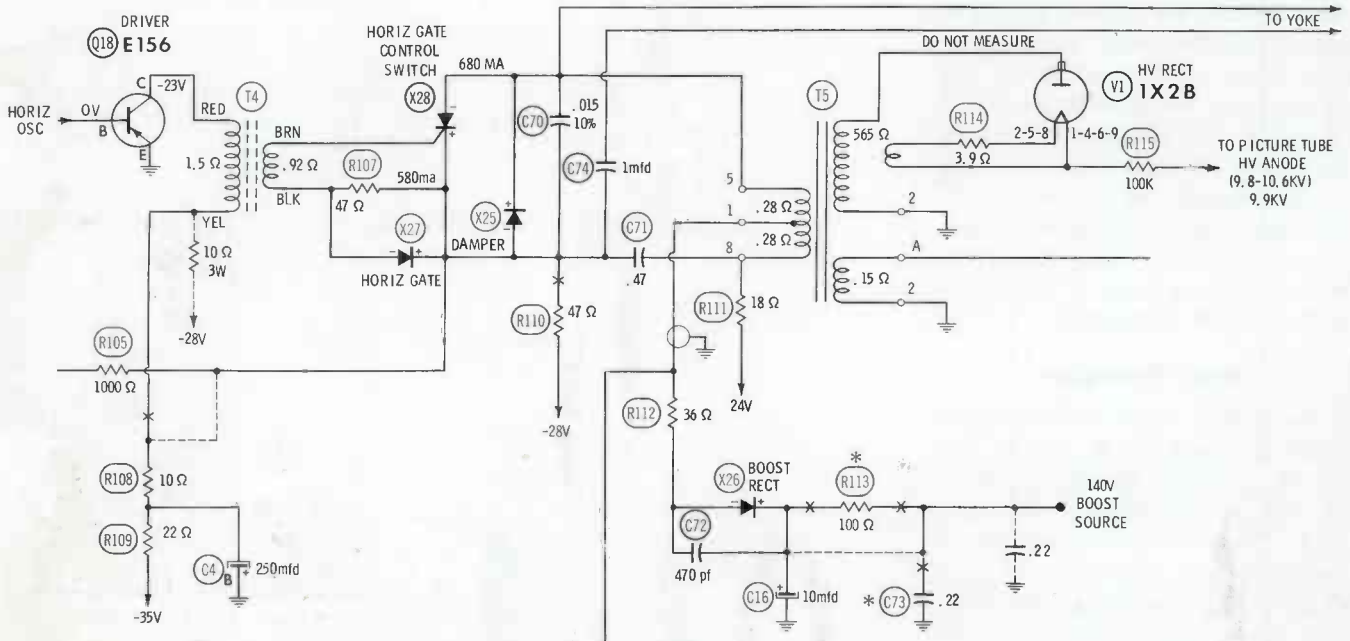 TO YOKE
DRIVER
Q18 E156
C
-23V
HORIZ
OSC
0V
B
E
RED
T4
1.5 Ω
YEL
10 Ω
3W
-28V
BRN
.92 Ω
BLK
R107
47 Ω
580ma
X27
HORIZ GATE
HORIZ GATE
CONTROL
SWITCH
X28
680 MA
X25
DAMPER
C70
.015
10%
C74
1mfd
C71
.47
R110
47 Ω
-28V
5
1
8
.28 Ω
.28 Ω
T5
R111
18 Ω
24V
DO NOT MEASURE
565 Ω
R114
3.9 Ω
2-5-8
1-4-6-9
V1
HV RECT
1X2B
R115
100K
TO PICTURE TUBE
HV ANODE
(9.8-10.6KV)
9.9KV
2
A
.15 Ω
2
R105
1000 Ω
R108
10 Ω
R109
22 Ω
C4
B
250mfd
-35V
R112
36 Ω
X26
BOOST
RECT
*
R113
100 Ω
C72
470 pf
C16
10mfd
* C73
.22
.22
140V
BOOST
SOURCE